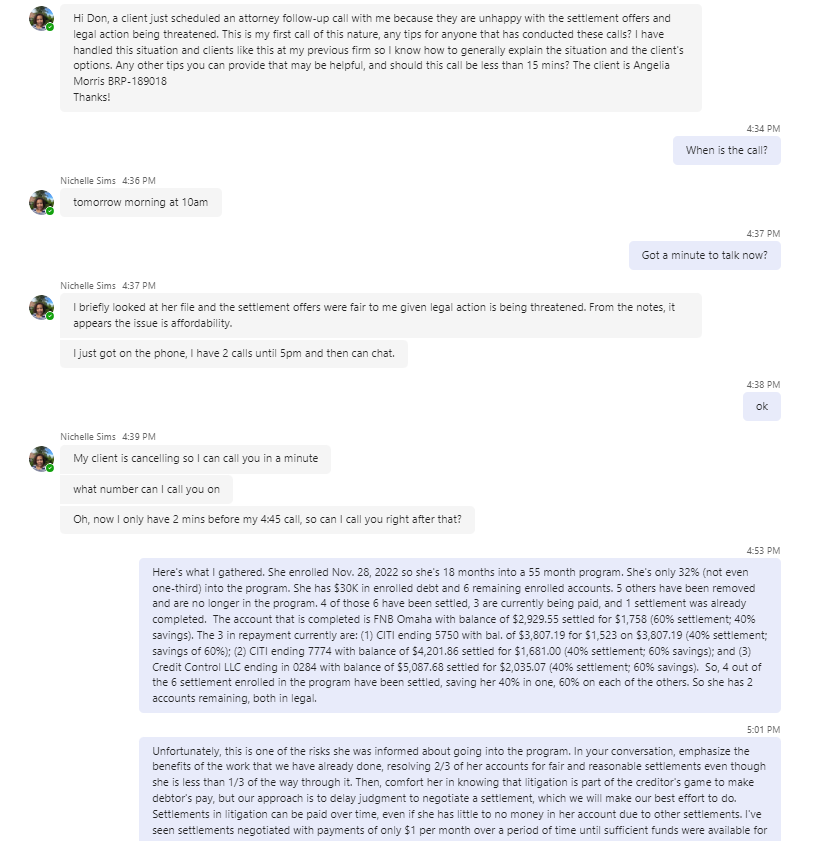 Hi Don, a client just scheduled an attorney follow-up call with me because they are unhappy with the settlement offers and
legal action being threatened. This is my first call of this nature, any tips for anyone that has conducted these calls? I have
handled this situation and clients like this at my previous firm so I know how to generally explain the situation and the client's
options. Any other tips you can provide that may be helpful, and should this call be less than 15 mins? The client is Angelia
Morris BRP-189018
Thanks!
4:34 PM
When is the call?
Nichelle Sims 4:36 PM
tomorrow morning at 10am
4:37 PM
Got a minute to talk now?
Nichelle Sims 4:37 PM
I briefly looked at her file and the settlement offers were fair to me given legal action is being threatened. From the notes, it
appears the issue is affordability.
I just got on the phone, I have 2 calls until 5pm and then can chat.
4:38 PM
ok
Nichelle Sims 4:39 PM
My client is cancelling so I can call you in a minute
what number can I call you on
Oh, now I only have 2 mins before my 4:45 call, so can I call you right after that?
4:53 PM
Here's what I gathered. She enrolled Nov. 28, 2022 so she's 18 months into a 55 month program. She's only 32% (not even
one-third) into the program. She has $30K in enrolled debt and 6 remaining enrolled accounts. 5 others have been removed
and are no longer in the program. 4 of those 6 have been settled, 3 are currently being paid, and 1 settlement was already
completed. The account that is completed is FNB Omaha with balance of $2,929.55 settled for $1,758 (60% settlement; 40%
savings). The 3 in repayment currently are: (1) CITI ending 5750 with bal. of $3,807.19 for $1,523 on $3,807.19 (40% settlement;
savings of 60%); (2) CITI ending 7774 with balance of $4,201.86 settled for $1,681.00 (40% settlement; 60% savings); and (3)
Credit Control LLC ending in 0284 with balance of $5,087.68 settled for $2,035.07 (40% settlement; 60% savings). So, 4 out of
the 6 settlement enrolled in the program have been settled, saving her 40% in one, 60% on each of the others. So she has 2
accounts remaining, both in legal.
5:01 PM
Unfortunately, this is one of the risks she was informed about going into the program. In your conversation, emphasize the
benefits of the work that we have already done, resolving 2/3 of her accounts for fair and reasonable settlements even though
she is less than 1/3 of the way through it. Then, comfort her in knowing that litigation is part of the creditor's game to make
debtor's pay, but our approach is to delay judgment to negotiate a settlement, which we will make our best effort to do.
Settlements in litigation can be paid over time, even if she has little to no money in her account due to other settlements. I've
seen settlements negotiated with payments of only $1 per month over a period of time until sufficient funds were available for